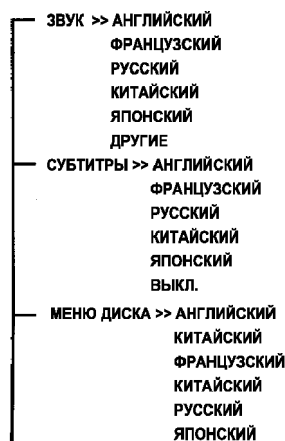 ЗВУК >> АНГЛИЙСКИЙ
ФРАНЦУЗСКИЙ
РУССКИЙ
КИТАЙСКИЙ
ЯПОНСКИЙ
ДРУГИЕ
СУБТИТРЫ >> АНГЛИЙСКИЙ
ФРАНЦУЗСКИЙ
РУССКИЙ
КИТАЙСКИЙ
ЯПОНСКИЙ
ВЫКЛ.
МЕНЮ ДИСКА >> АНГЛИЙСКИЙ
КИТАЙСКИЙ
ФРАНЦУЗСКИЙ
КИТАЙСКИЙ
РУССКИЙ
ЯПОНСКИЙ